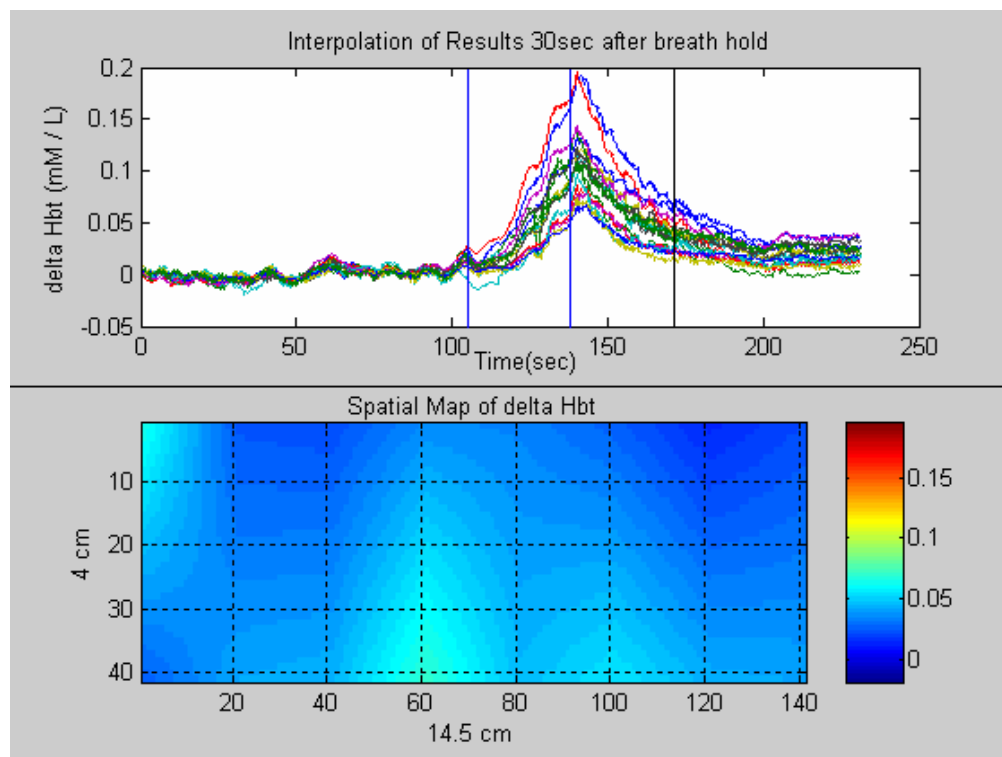 Interpolation of Results 30sec after breath hold
0.2
0.15
0.1
0.05
0
-0.05
delta Hbt (mM / L)
0 50 100 150 200 250
Time(sec)
Spatial Map of delta Hbt
10
20
30
40
4 cm
20 40 60 80 100 120 140
14.5 cm
0.15
0.1
0.05
0